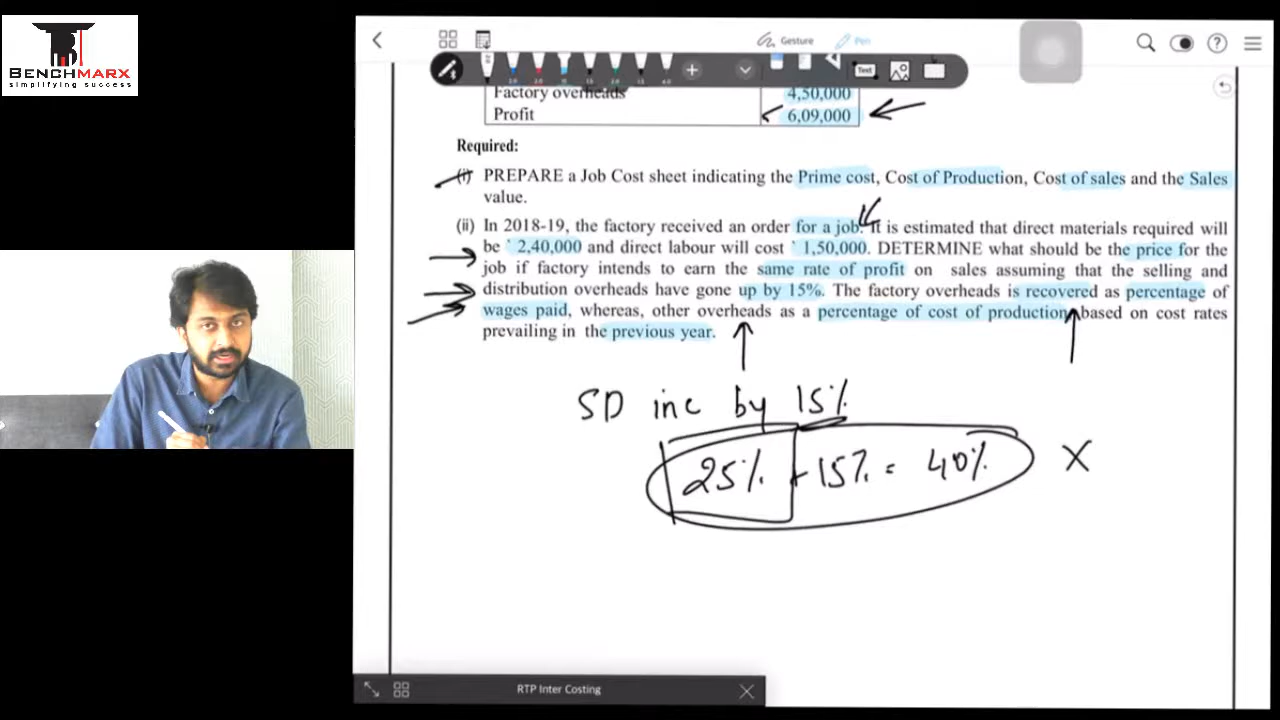 BENCHMARX
simplifying success
Gesture
Pen
Text
Factory overheads 4,50,000
Profit 6,09,000
Required:
(i) PREPARE a Job Cost sheet indicating the Prime cost, Cost of Production, Cost of sales and the Sales
value.
(ii) In 2018-19, the factory received an order for a job. It is estimated that direct materials required will
be ` 2,40,000 and direct labour will cost ` 1,50,000. DETERMINE what should be the price for the
job if factory intends to earn the same rate of profit on sales assuming that the selling and
distribution overheads have gone up by 15%. The factory overheads is recovered as percentage of
wages paid, whereas, other overheads as a percentage of cost of production, based on cost rates
prevailing in the previous year.
SD inc by 15%
25% + 15% = 40% X
RTP Inter Costing